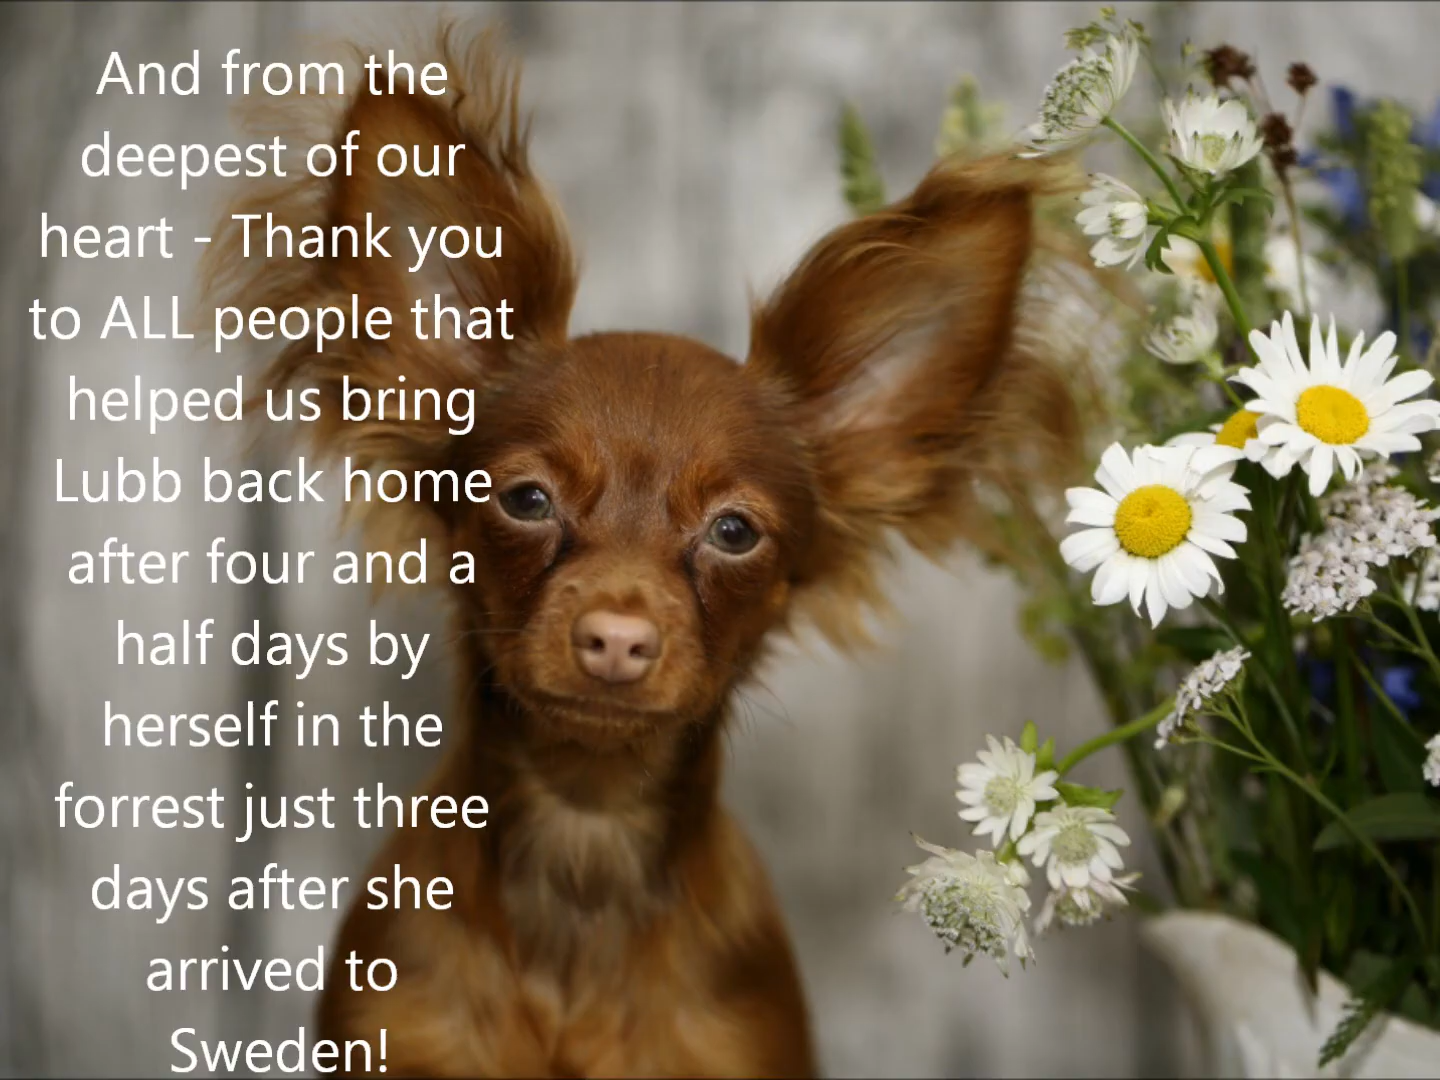 And from the
deepest of our
heart - Thank you
to ALL people that
helped us bring
Lubb back home
after four and a
half days by
herself in the
forrest just three
days after she
arrived to
Sweden!